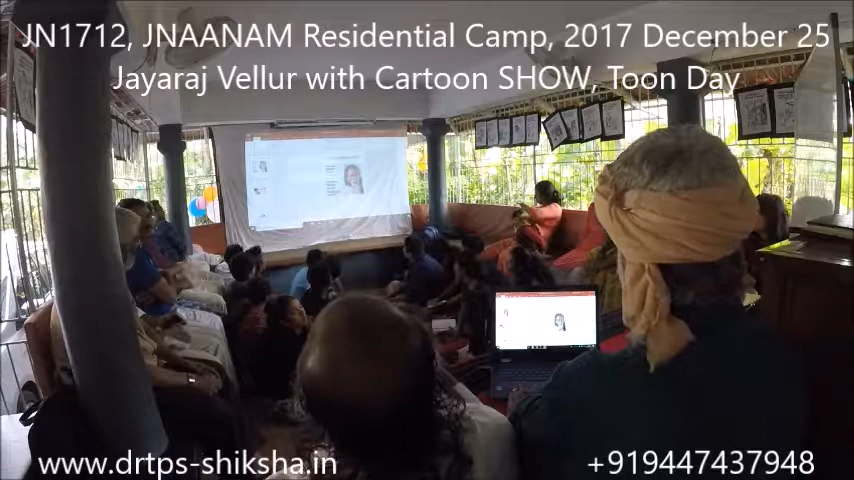 JN1712, JNAANAM Residential Camp, 2017 December 25
Jayaraj Vellur with Cartoon SHOW, Toon Day
www.drtps-shiksha.in
+919447437948